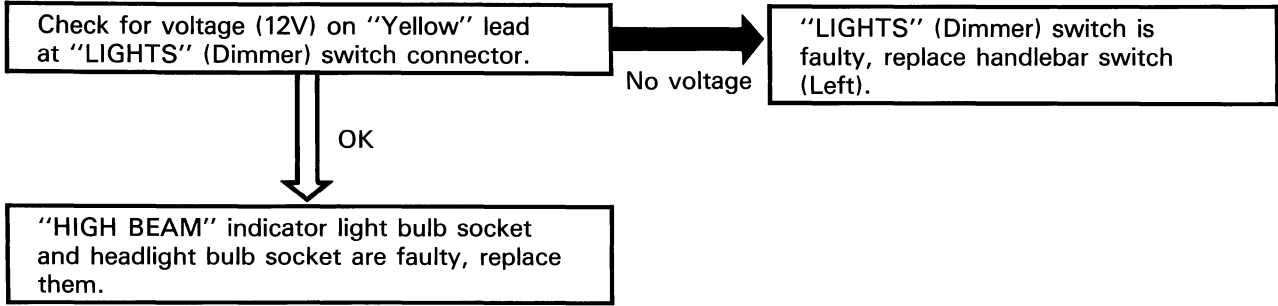 Check for voltage (12V) on ‘‘Yellow’’ lead
at ‘‘LIGHTS’’ (Dimmer) switch connector.
No voltage
‘‘LIGHTS’’ (Dimmer) switch is
faulty, replace handlebar switch
(Left).
OK
‘‘HIGH BEAM’’ indicator light bulb socket
and headlight bulb socket are faulty, replace
them.